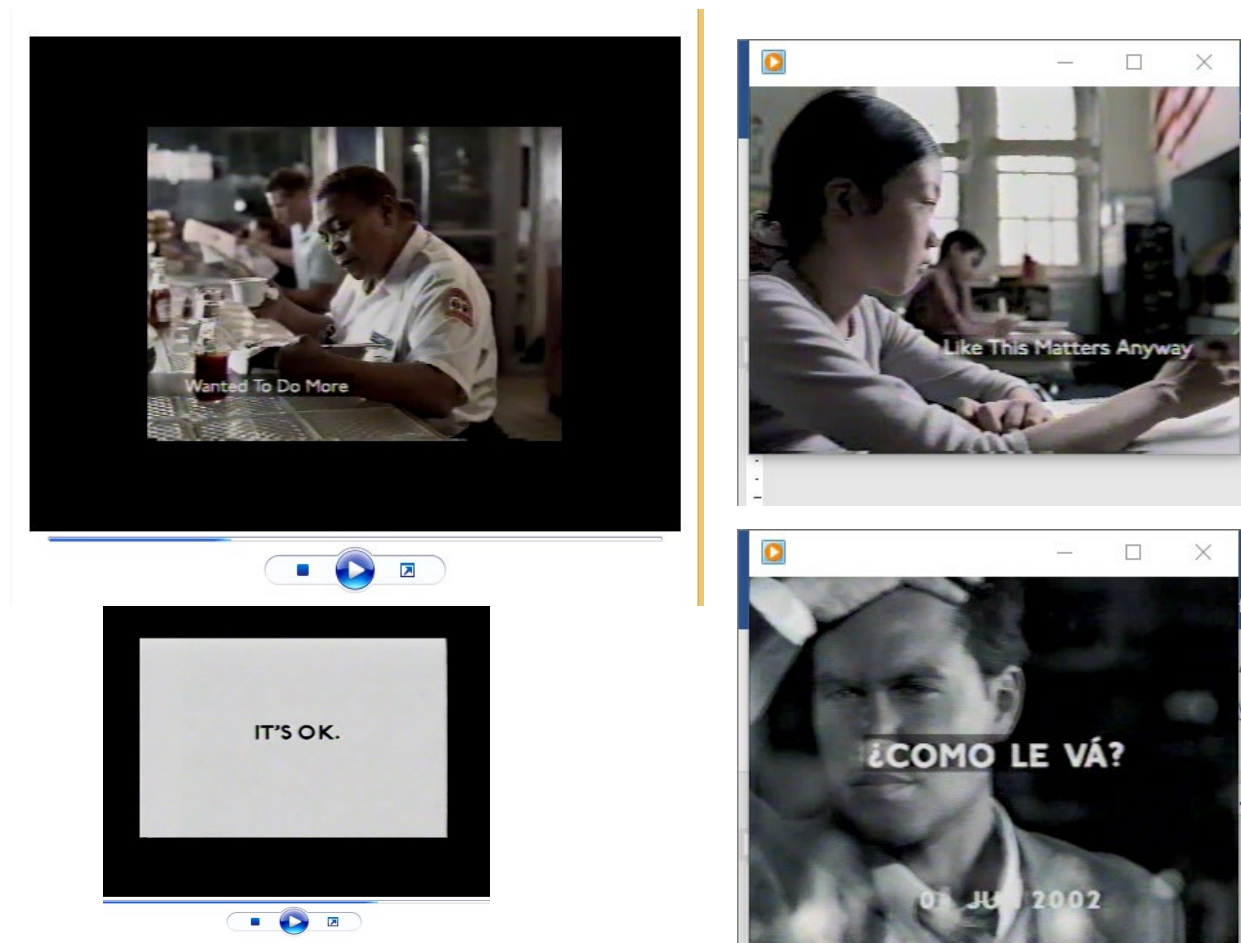 Wanted To Do More
Like This Matters Anyway
IT'S OK.
¿COMO LE VÁ?
2002